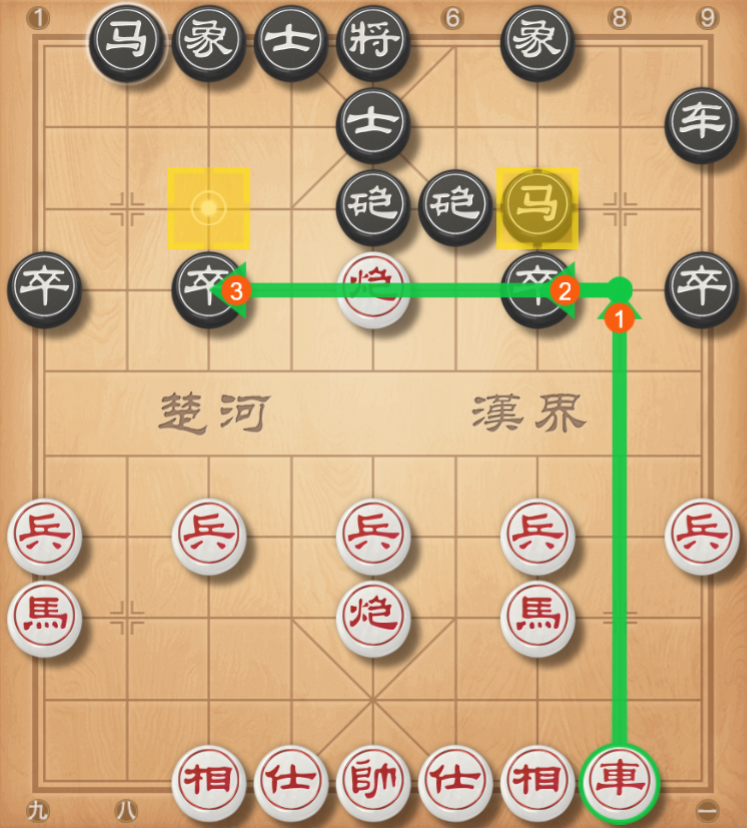 1 6 8 9
马 象 士 将 象
士 车
砲 砲 马
卒 卒 3 炮 卒 2 卒
1
楚河 漢界
兵 兵 兵 兵 兵
馬 炮 馬
相 仕 帥 仕 相 車
九 八 一